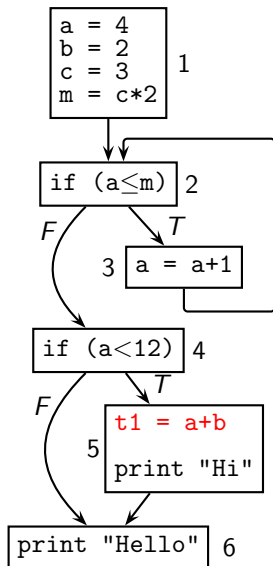 a = 4
b = 2
c = 3
m = c*2
1
if (a≤m)
2
F
T
3
a = a+1
if (a<12)
4
F
T
t1 = a+b
5
print "Hi"
print "Hello"
6